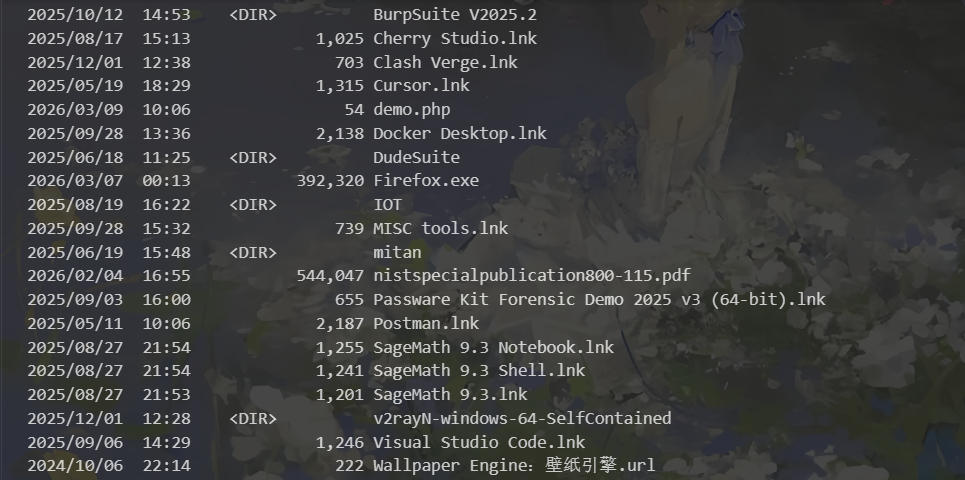 2025/10/12  14:53    <DIR>          BurpSuite V2025.2
2025/08/17  15:13             1,025 Cherry Studio.lnk
2025/12/01  12:38               703 Clash Verge.lnk
2025/05/19  18:29             1,315 Cursor.lnk
2026/03/09  10:06                54 demo.php
2025/09/28  13:36             2,138 Docker Desktop.lnk
2025/06/18  11:25    <DIR>          DudeSuite
2026/03/07  00:13           392,320 Firefox.exe
2025/08/19  16:22    <DIR>          IOT
2025/09/28  15:32               739 MISC tools.lnk
2025/06/19  15:48    <DIR>          mitan
2026/02/04  16:55           544,047 nistspecialpublication800-115.pdf
2025/09/03  16:00               655 Passware Kit Forensic Demo 2025 v3 (64-bit).lnk
2025/05/11  10:06             2,187 Postman.lnk
2025/08/27  21:54             1,255 SageMath 9.3 Notebook.lnk
2025/08/27  21:54             1,241 SageMath 9.3 Shell.lnk
2025/08/27  21:53             1,201 SageMath 9.3.lnk
2025/12/01  12:28    <DIR>          v2rayN-windows-64-SelfContained
2025/09/06  14:29             1,246 Visual Studio Code.lnk
2024/10/06  22:14               222 Wallpaper Engine：壁纸引擎.url